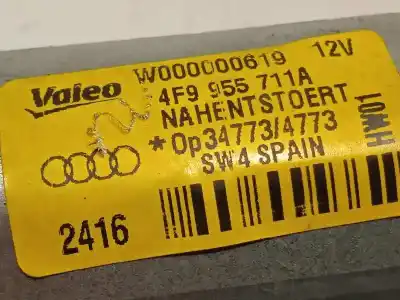 W000000619 12V
Valeo
4F9 955 711A
NAHENTSTOERT
*Op34773/4773
SW4 SPAIN
HW01
2416